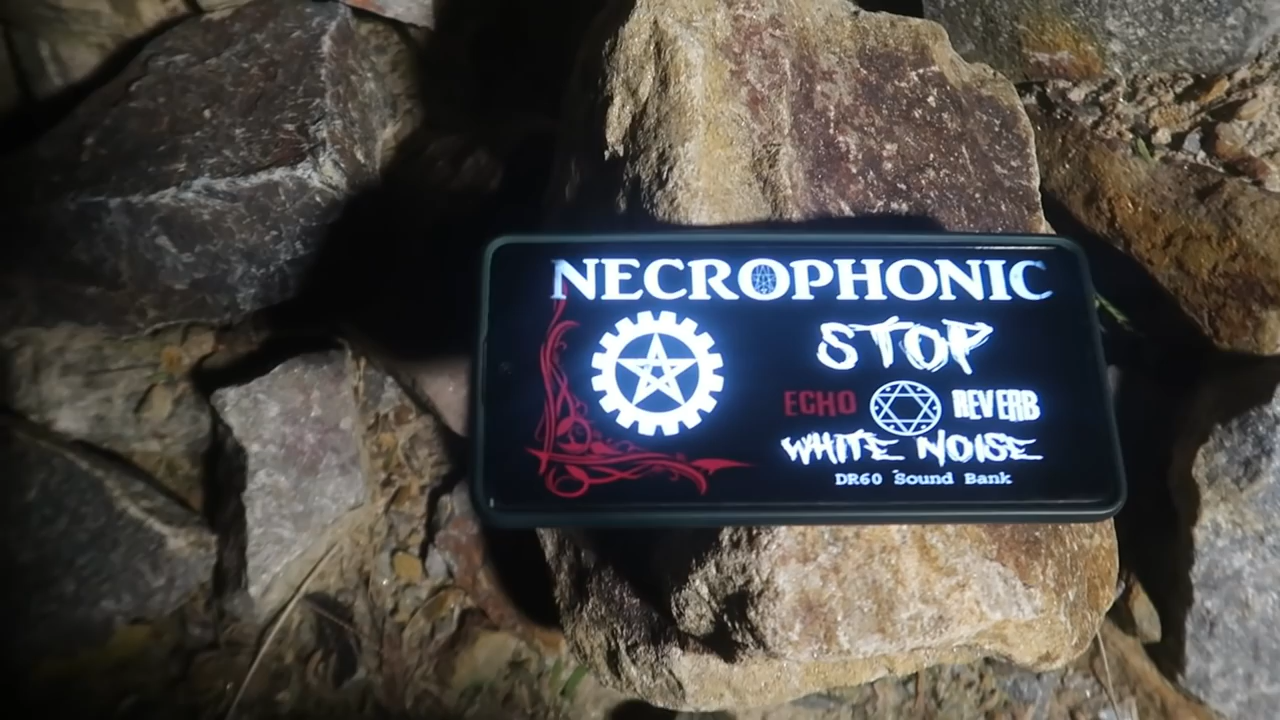 NECROPHONIC
STOP
ECHO REVERB
WHITE NOISE
DR60 Sound Bank